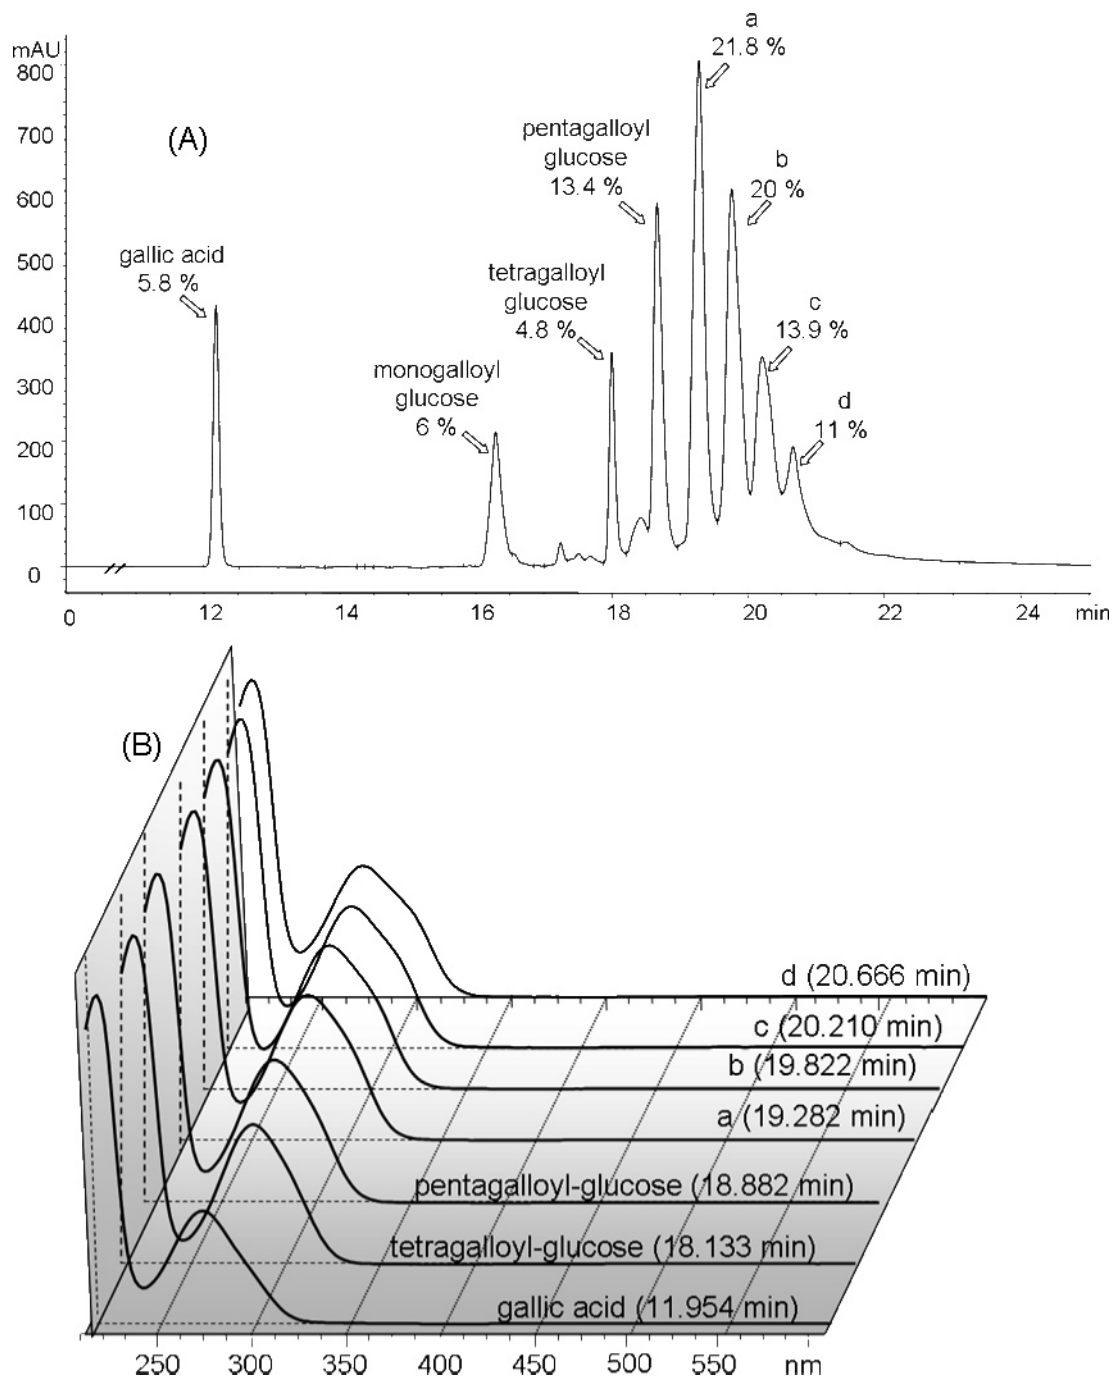 a
21.8 %
mAU
800
700
(A)
pentagalloyl
glucose
13.4 %
b
20 %
600
500
gallic acid
5.8 %
tetragalloyl
glucose
4.8 %
c
13.9 %
400
300
monogalloyl
glucose
6 %
d
11 %
200
100
0
0
12
14
16
18
20
22
24
min
(B)
d (20.666 min)
c (20.210 min)
b (19.822 min)
a (19.282 min)
pentagalloyl-glucose (18.882 min)
tetragalloyl-glucose (18.133 min)
gallic acid (11.954 min)
250
300
350
400
450
500
550
nm